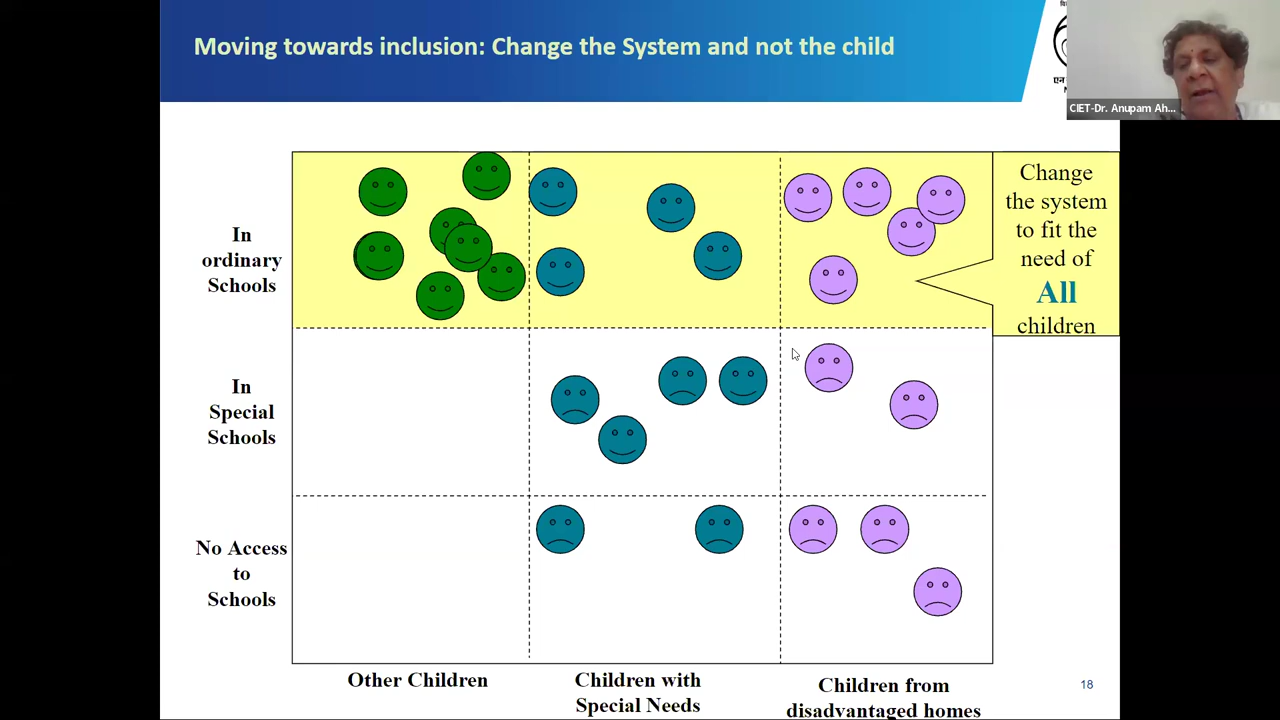 Moving towards inclusion: Change the System and not the child
CIET-Dr. Anupam Ah...
Change
the system
to fit the
need of
All
children
In
ordinary
Schools
In
Special
Schools
No Access
to
Schools
Other Children
Children with
Special Needs
Children from
disadvantaged homes
18